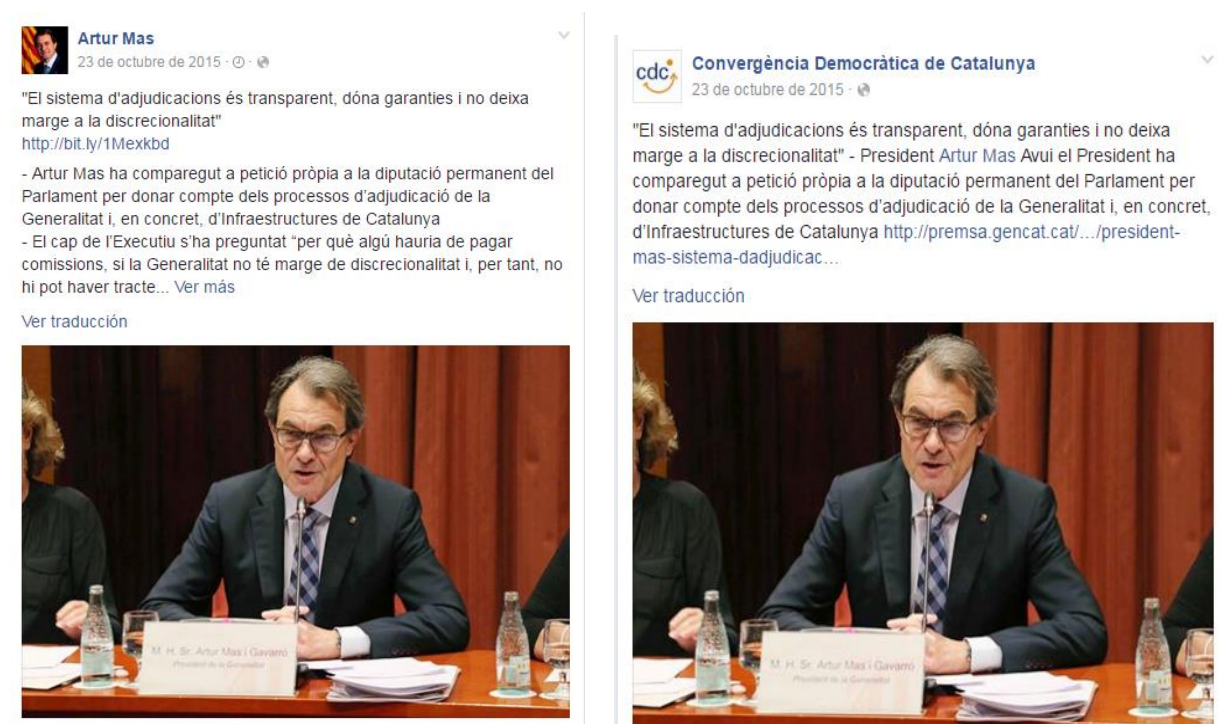 Artur Mas
23 de octubre de 2015
"El sistema d'adjudicacions és transparent, dóna garanties i no deixa
marge a la discrecionalitat"
http://bit.ly/1Mexkbd
- Artur Mas ha comparegut a petició pròpia a la diputació permanent del
Parlament per donar compte dels processos d'adjudicació de la
Generalitat i, en concret, d'Infraestructures de Catalunya
- El cap de l'Executiu s'ha preguntat “per què algú hauria de pagar
comissions, si la Generalitat no té marge de discrecionalitat i, per tant, no
hi pot haver tracte... Ver más
Ver traducción
M. H. Sr. Artur Mas i Gavarró
President de la Generalitat
cdc
Convergència Democràtica de Catalunya
23 de octubre de 2015
"El sistema d'adjudicacions és transparent, dóna garanties i no deixa
marge a la discrecionalitat" - President Artur Mas Avui el President ha
comparegut a petició pròpia a la diputació permanent del Parlament per
donar compte dels processos d'adjudicació de la Generalitat i, en concret,
d'Infraestructures de Catalunya http://premsa.gencat.cat/…/president-
mas-sistema-dadjudicac…
Ver traducción
M. H. Sr. Artur Mas i Gavarró
President de la Generalitat